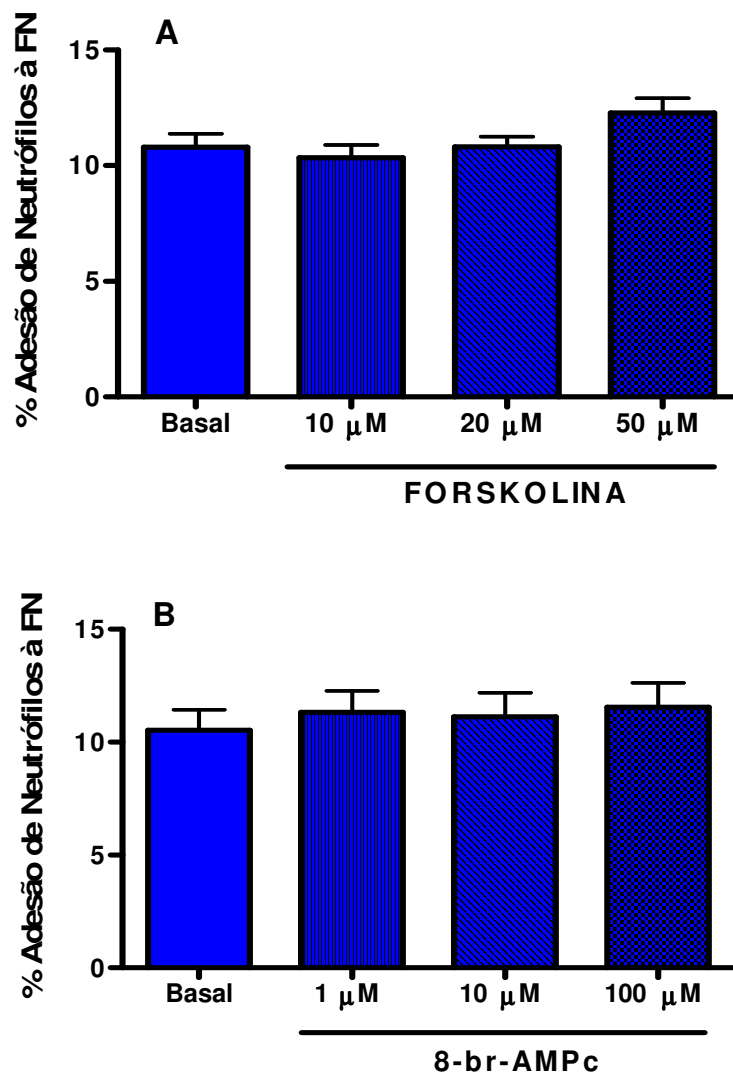 A
% Adesão de Neutrófilos à FN
15
10
5
0
Basal
10 µM
20 µM
50 µM
FORSKOLINA
B
% Adesão de Neutrófilos à FN
15
10
5
0
Basal
1 µM
10 µM
100 µM
8-br-AMPc